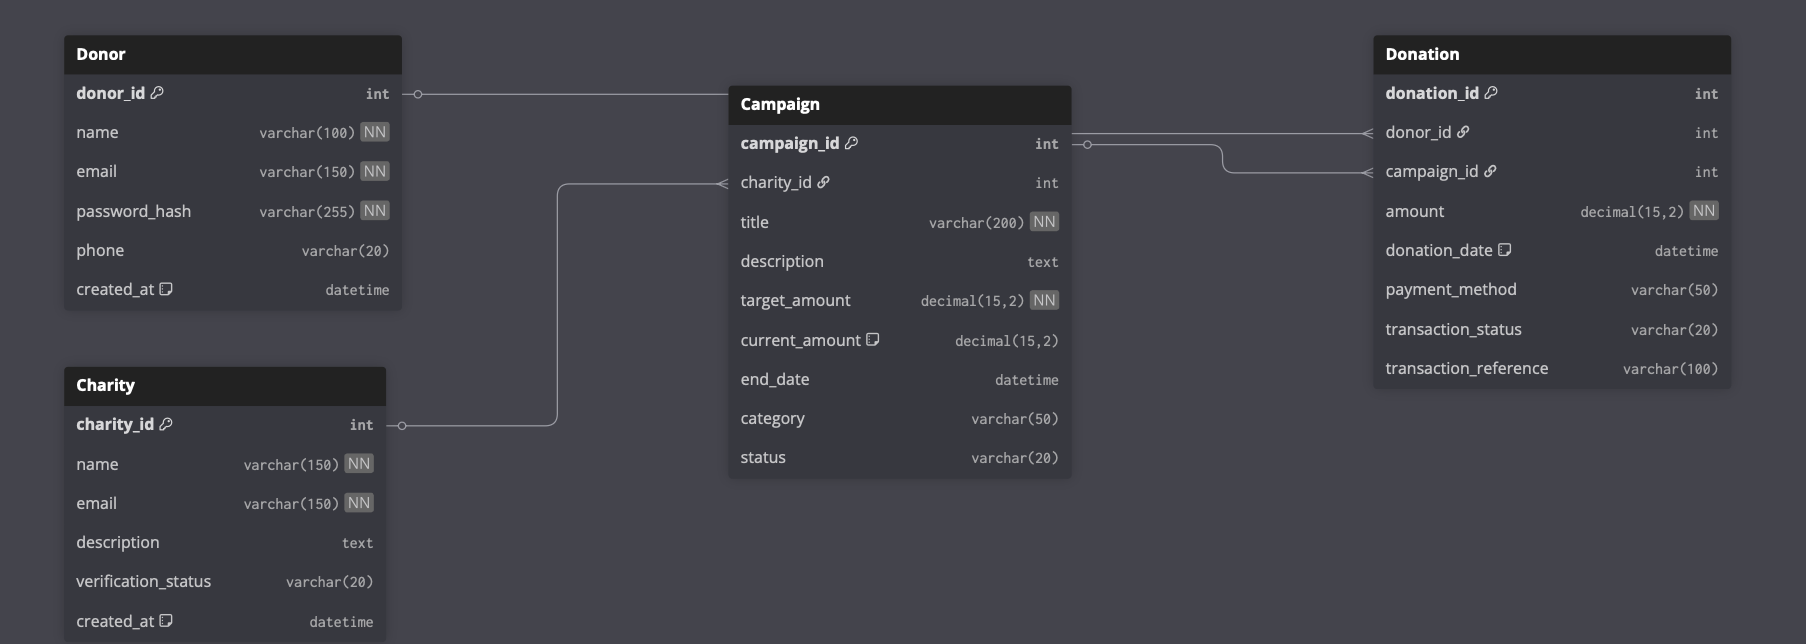 Donor
donor_id int
name varchar(100) NN
email varchar(150) NN
password_hash varchar(255) NN
phone varchar(20)
created_at datetime
Charity
charity_id int
name varchar(150) NN
email varchar(150) NN
description text
verification_status varchar(20)
created_at datetime
Campaign
campaign_id int
charity_id int
title varchar(200) NN
description text
target_amount decimal(15,2) NN
current_amount decimal(15,2)
end_date datetime
category varchar(50)
status varchar(20)
Donation
donation_id int
donor_id int
campaign_id int
amount decimal(15,2) NN
donation_date datetime
payment_method varchar(50)
transaction_status varchar(20)
transaction_reference varchar(100)